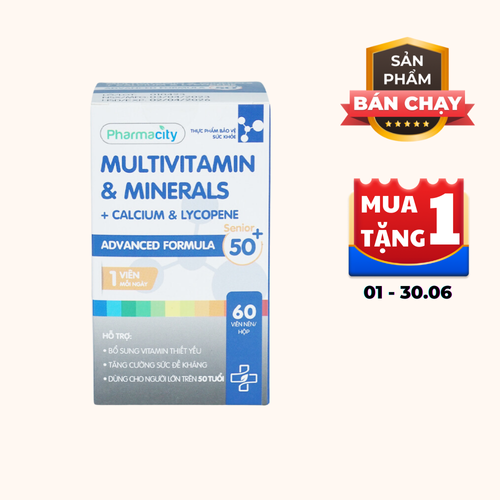 SẢN
PHẨM
BÁN CHẠY
MUA 1
TẶNG
01 - 30.06
Pharmacity
THỰC PHẨM BẢO VỆ
SỨC KHỎE
MULTIVITAMIN
& MINERALS
+ CALCIUM & LYCOPENE
Senior
ADVANCED FORMULA 50+
1 VIÊN
MỖI NGÀY
60
VIÊN NÉN/
HỘP
HỖ TRỢ:
• BỔ SUNG VITAMIN THIẾT YẾU
• TĂNG CƯỜNG SỨC ĐỀ KHÁNG
• DÙNG CHO NGƯỜI LỚN TRÊN 50 TUỔI